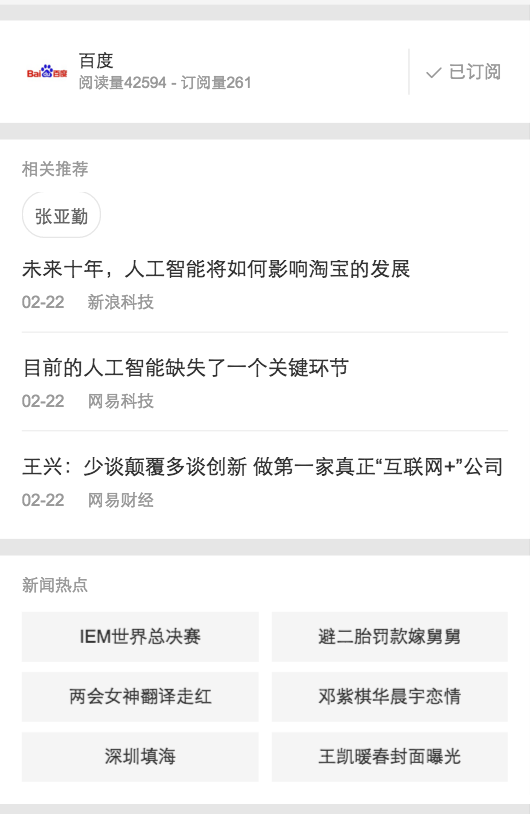 Bai 百度
百度
阅读量42594 - 订阅量261
已订阅
相关推荐
张亚勤
未来十年，人工智能将如何影响淘宝的发展
02-22 新浪科技
目前的人工智能缺失了一个关键环节
02-22 网易科技
王兴：少谈颠覆多谈创新 做第一家真正“互联网+”公司
02-22 网易财经
新闻热点
IEM世界总决赛
避二胎罚款嫁舅舅
两会女神翻译走红
邓紫棋华晨宇恋情
深圳填海
王凯暖春封面曝光